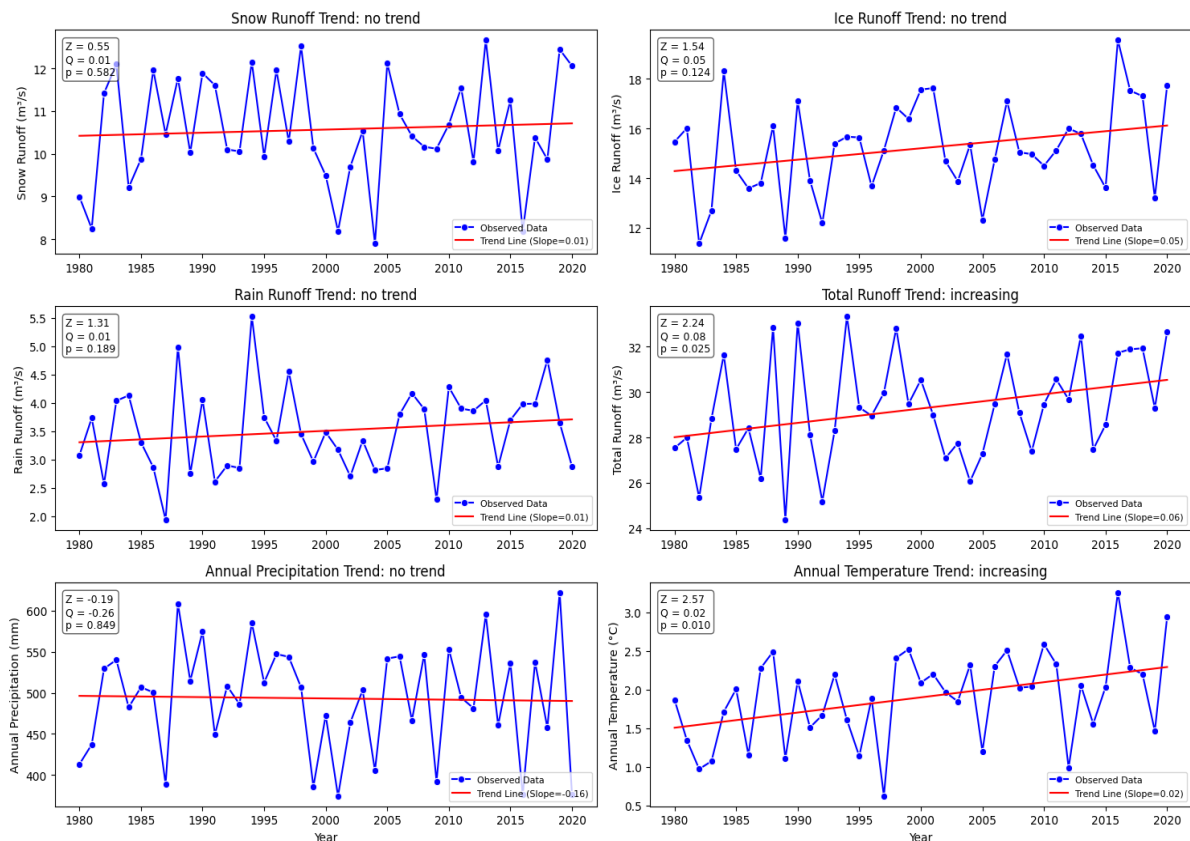 Snow Runoff Trend: no trend
Z = 0.55
Q = 0.01
p = 0.582
Snow Runoff (m³/s)
12
11
10
9
8
Observed Data
Trend Line (Slope=0.01)
1980 1985 1990 1995 2000 2005 2010 2015 2020
Ice Runoff Trend: no trend
Z = 1.54
Q = 0.05
p = 0.124
Ice Runoff (m³/s)
18
16
14
12
Observed Data
Trend Line (Slope=0.05)
1980 1985 1990 1995 2000 2005 2010 2015 2020
Rain Runoff Trend: no trend
Z = 1.31
Q = 0.01
p = 0.189
Rain Runoff (m³/s)
5.5
5.0
4.5
4.0
3.5
3.0
2.5
2.0
Observed Data
Trend Line (Slope=0.01)
1980 1985 1990 1995 2000 2005 2010 2015 2020
Total Runoff Trend: increasing
Z = 2.24
Q = 0.08
p = 0.025
Total Runoff (m³/s)
32
30
28
26
24
Observed Data
Trend Line (Slope=0.06)
1980 1985 1990 1995 2000 2005 2010 2015 2020
Annual Precipitation Trend: no trend
Z = -0.19
Q = -0.26
p = 0.849
Annual Precipitation (mm)
600
550
500
450
400
Observed Data
Trend Line (Slope=-0.16)
1980 1985 1990 1995 2000 2005 2010 2015 2020
Year
Annual Temperature Trend: increasing
Z = 2.57
Q = 0.02
p = 0.010
Annual Temperature (°C)
3.0
2.5
2.0
1.5
1.0
0.5
Observed Data
Trend Line (Slope=0.02)
1980 1985 1990 1995 2000 2005 2010 2015 2020
Year